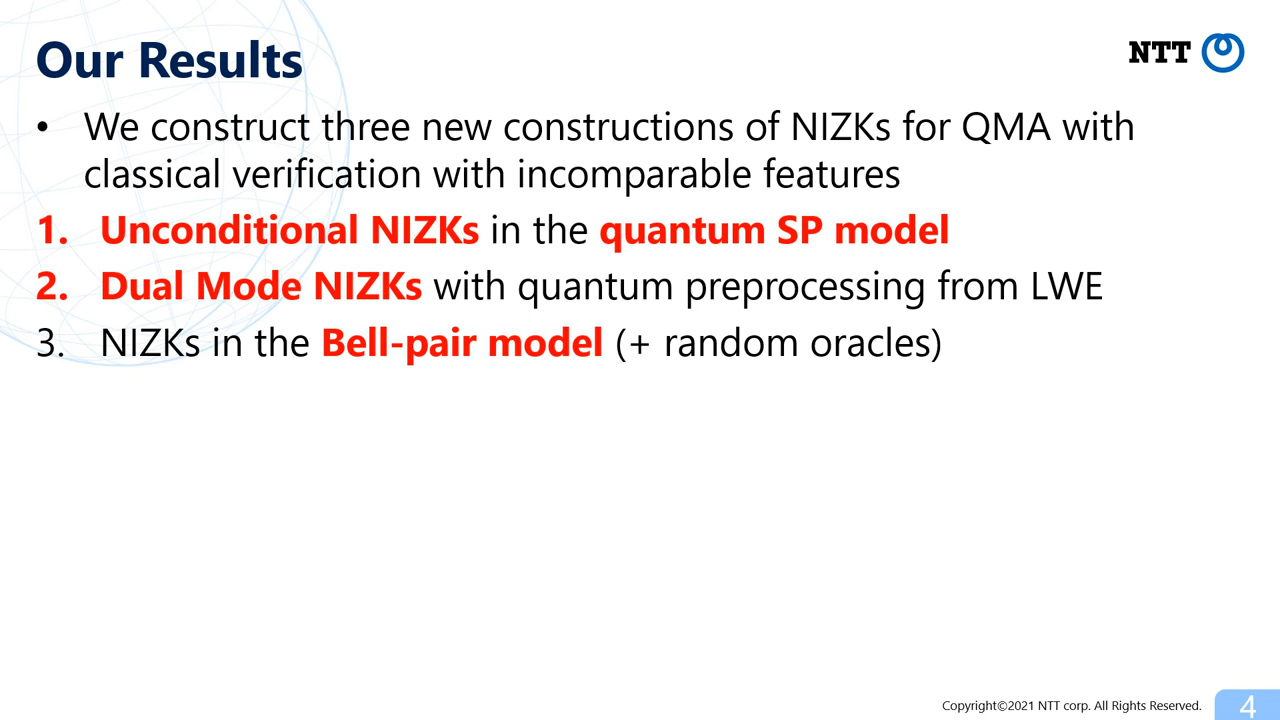 Our Results
NTT
• We construct three new constructions of NIZKs for QMA with
classical verification with incomparable features
1. Unconditional NIZKs in the quantum SP model
2. Dual Mode NIZKs with quantum preprocessing from LWE
3. NIZKs in the Bell-pair model (+ random oracles)
Copyright©2021 NTT corp. All Rights Reserved.
4